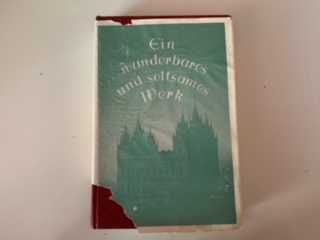 Ein
wunderbares
und seltsames
Werk